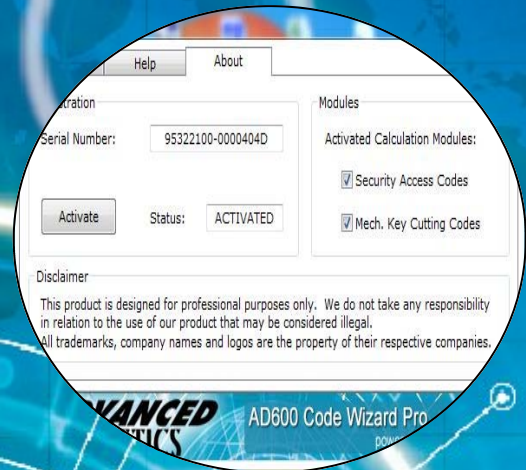 Help
About
Modules
Serial Number:
95322100-0000404D
Activated Calculation Modules:
Security Access Codes
Activate
Status:
ACTIVATED
Mech. Key Cutting Codes
Disclaimer
This product is designed for professional purposes only. We do not take any responsibility
in relation to the use of our product that may be considered illegal.
All trademarks, company names and logos are the property of their respective companies.
AD600 Code Wizard Pro